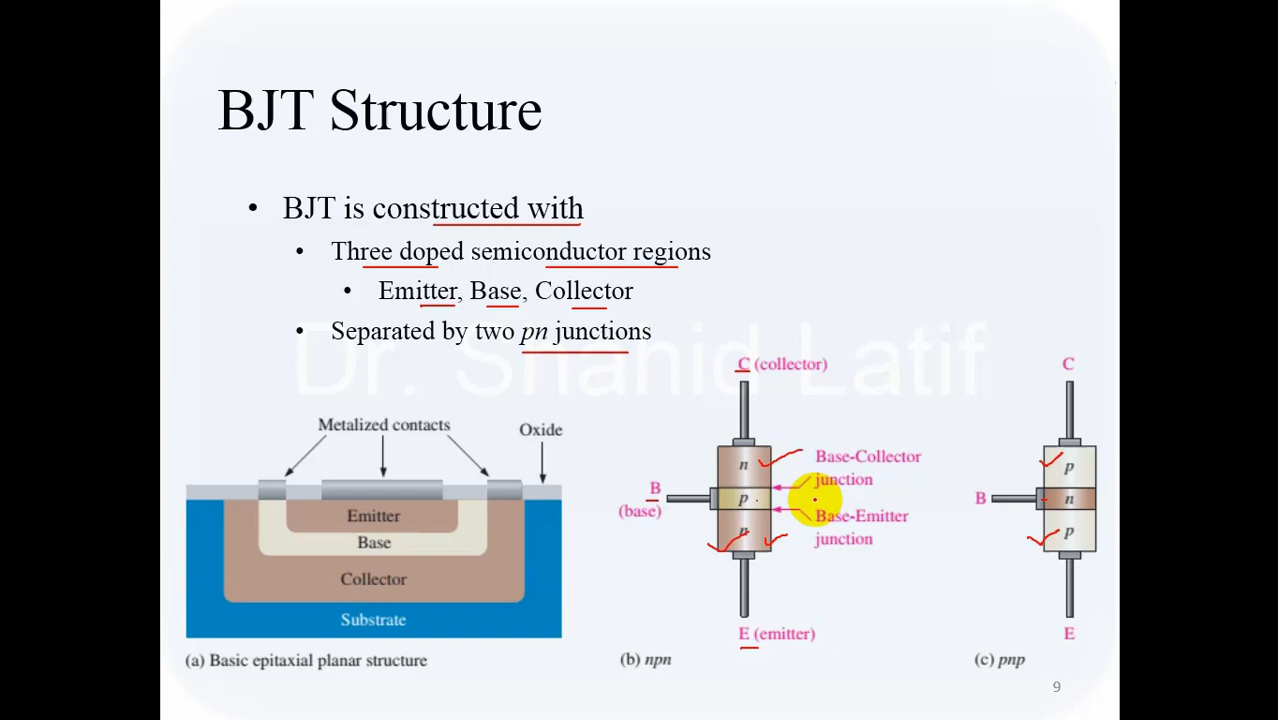 BJT Structure
• BJT is constructed with
• Three doped semiconductor regions
• Emitter, Base, Collector
• Separated by two pn junctions
Dr. Shahid Latif
Metalized contacts
Oxide
Emitter
Base
Collector
Substrate
(a) Basic epitaxial planar structure
C (collector)
n
Base-Collector
junction
B
(base)
p
Base-Emitter
junction
n
E (emitter)
(b) npn
C
p
B
n
p
E
(c) pnp
9